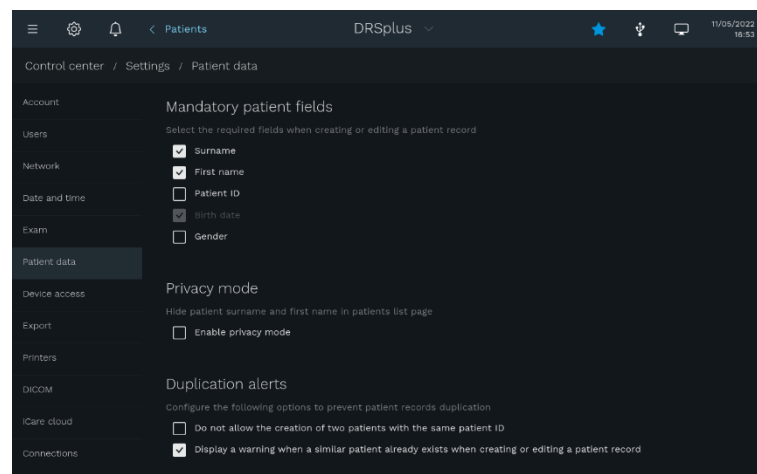 Patients
DRSplus
11/05/2022
16:53
Control center / Settings / Patient data
Account
Users
Network
Date and time
Exam
Patient data
Device access
Export
Printers
DICOM
iCare cloud
Connections
Mandatory patient fields
Select the required fields when creating or editing a patient record
Surname
First name
Patient ID
Birth date
Gender
Privacy mode
Hide patient surname and first name in patients list page
Enable privacy mode
Duplication alerts
Configure the following options to prevent patient records duplication
Do not allow the creation of two patients with the same patient ID
Display a warning when a similar patient already exists when creating or editing a patient record